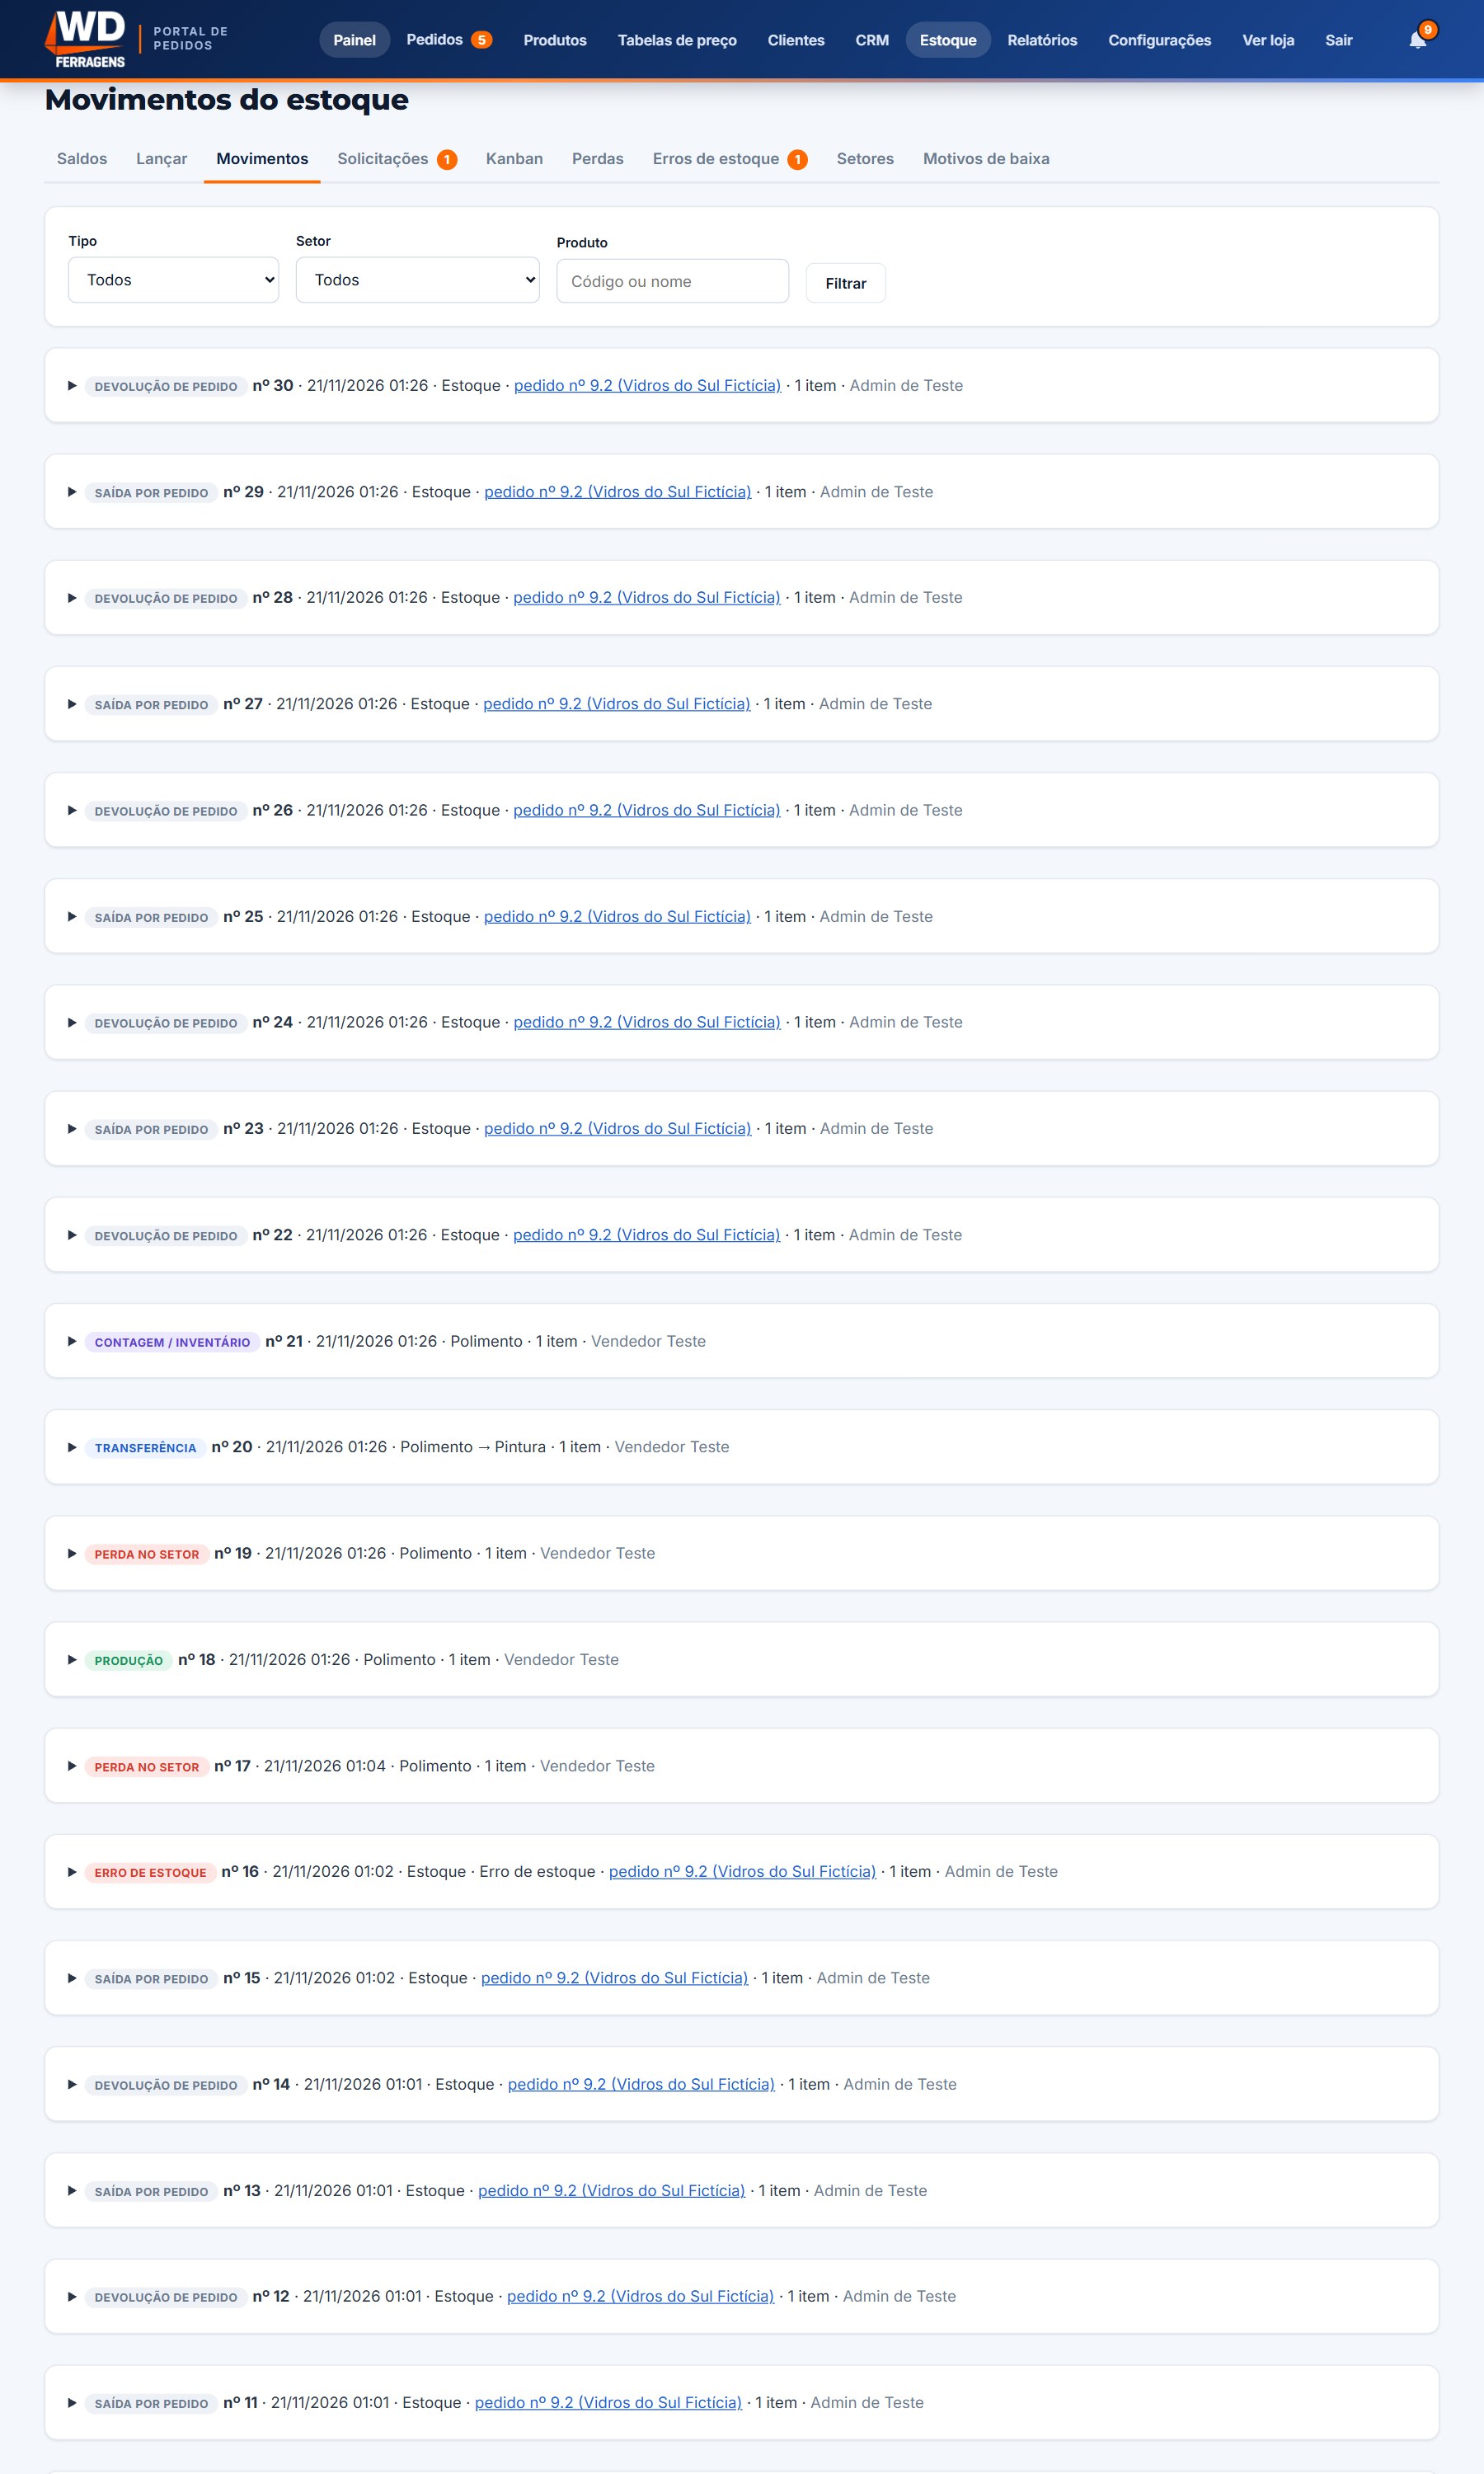 WD FERRAGENS
PORTAL DE PEDIDOS
Painel Pedidos 5 Produtos Tabelas de preço Clientes CRM Estoque Relatórios Configurações Ver loja Sair 9
Movimentos do estoque
Saldos Lançar Movimentos Solicitações 1 Kanban Perdas Erros de estoque 1 Setores Motivos de baixa
Tipo Setor Produto
Todos Todos Código ou nome Filtrar
DEVOLUÇÃO DE PEDIDO nº 30 · 21/11/2026 01:26 · Estoque · pedido nº 9.2 (Vidros do Sul Fictícia) · 1 item · Admin de Teste
SAÍDA POR PEDIDO nº 29 · 21/11/2026 01:26 · Estoque · pedido nº 9.2 (Vidros do Sul Fictícia) · 1 item · Admin de Teste
DEVOLUÇÃO DE PEDIDO nº 28 · 21/11/2026 01:26 · Estoque · pedido nº 9.2 (Vidros do Sul Fictícia) · 1 item · Admin de Teste
SAÍDA POR PEDIDO nº 27 · 21/11/2026 01:26 · Estoque · pedido nº 9.2 (Vidros do Sul Fictícia) · 1 item · Admin de Teste
DEVOLUÇÃO DE PEDIDO nº 26 · 21/11/2026 01:26 · Estoque · pedido nº 9.2 (Vidros do Sul Fictícia) · 1 item · Admin de Teste
SAÍDA POR PEDIDO nº 25 · 21/11/2026 01:26 · Estoque · pedido nº 9.2 (Vidros do Sul Fictícia) · 1 item · Admin de Teste
DEVOLUÇÃO DE PEDIDO nº 24 · 21/11/2026 01:26 · Estoque · pedido nº 9.2 (Vidros do Sul Fictícia) · 1 item · Admin de Teste
SAÍDA POR PEDIDO nº 23 · 21/11/2026 01:26 · Estoque · pedido nº 9.2 (Vidros do Sul Fictícia) · 1 item · Admin de Teste
DEVOLUÇÃO DE PEDIDO nº 22 · 21/11/2026 01:26 · Estoque · pedido nº 9.2 (Vidros do Sul Fictícia) · 1 item · Admin de Teste
CONTAGEM / INVENTÁRIO nº 21 · 21/11/2026 01:26 · Polimento · 1 item · Vendedor Teste
TRANSFERÊNCIA nº 20 · 21/11/2026 01:26 · Polimento → Pintura · 1 item · Vendedor Teste
PERDA NO SETOR nº 19 · 21/11/2026 01:26 · Polimento · 1 item · Vendedor Teste
PRODUÇÃO nº 18 · 21/11/2026 01:26 · Polimento · 1 item · Vendedor Teste
PERDA NO SETOR nº 17 · 21/11/2026 01:04 · Polimento · 1 item · Vendedor Teste
ERRO DE ESTOQUE nº 16 · 21/11/2026 01:02 · Estoque · Erro de estoque · pedido nº 9.2 (Vidros do Sul Fictícia) · 1 item · Admin de Teste
SAÍDA POR PEDIDO nº 15 · 21/11/2026 01:02 · Estoque · pedido nº 9.2 (Vidros do Sul Fictícia) · 1 item · Admin de Teste
DEVOLUÇÃO DE PEDIDO nº 14 · 21/11/2026 01:01 · Estoque · pedido nº 9.2 (Vidros do Sul Fictícia) · 1 item · Admin de Teste
SAÍDA POR PEDIDO nº 13 · 21/11/2026 01:01 · Estoque · pedido nº 9.2 (Vidros do Sul Fictícia) · 1 item · Admin de Teste
DEVOLUÇÃO DE PEDIDO nº 12 · 21/11/2026 01:01 · Estoque · pedido nº 9.2 (Vidros do Sul Fictícia) · 1 item · Admin de Teste
SAÍDA POR PEDIDO nº 11 · 21/11/2026 01:01 · Estoque · pedido nº 9.2 (Vidros do Sul Fictícia) · 1 item · Admin de Teste